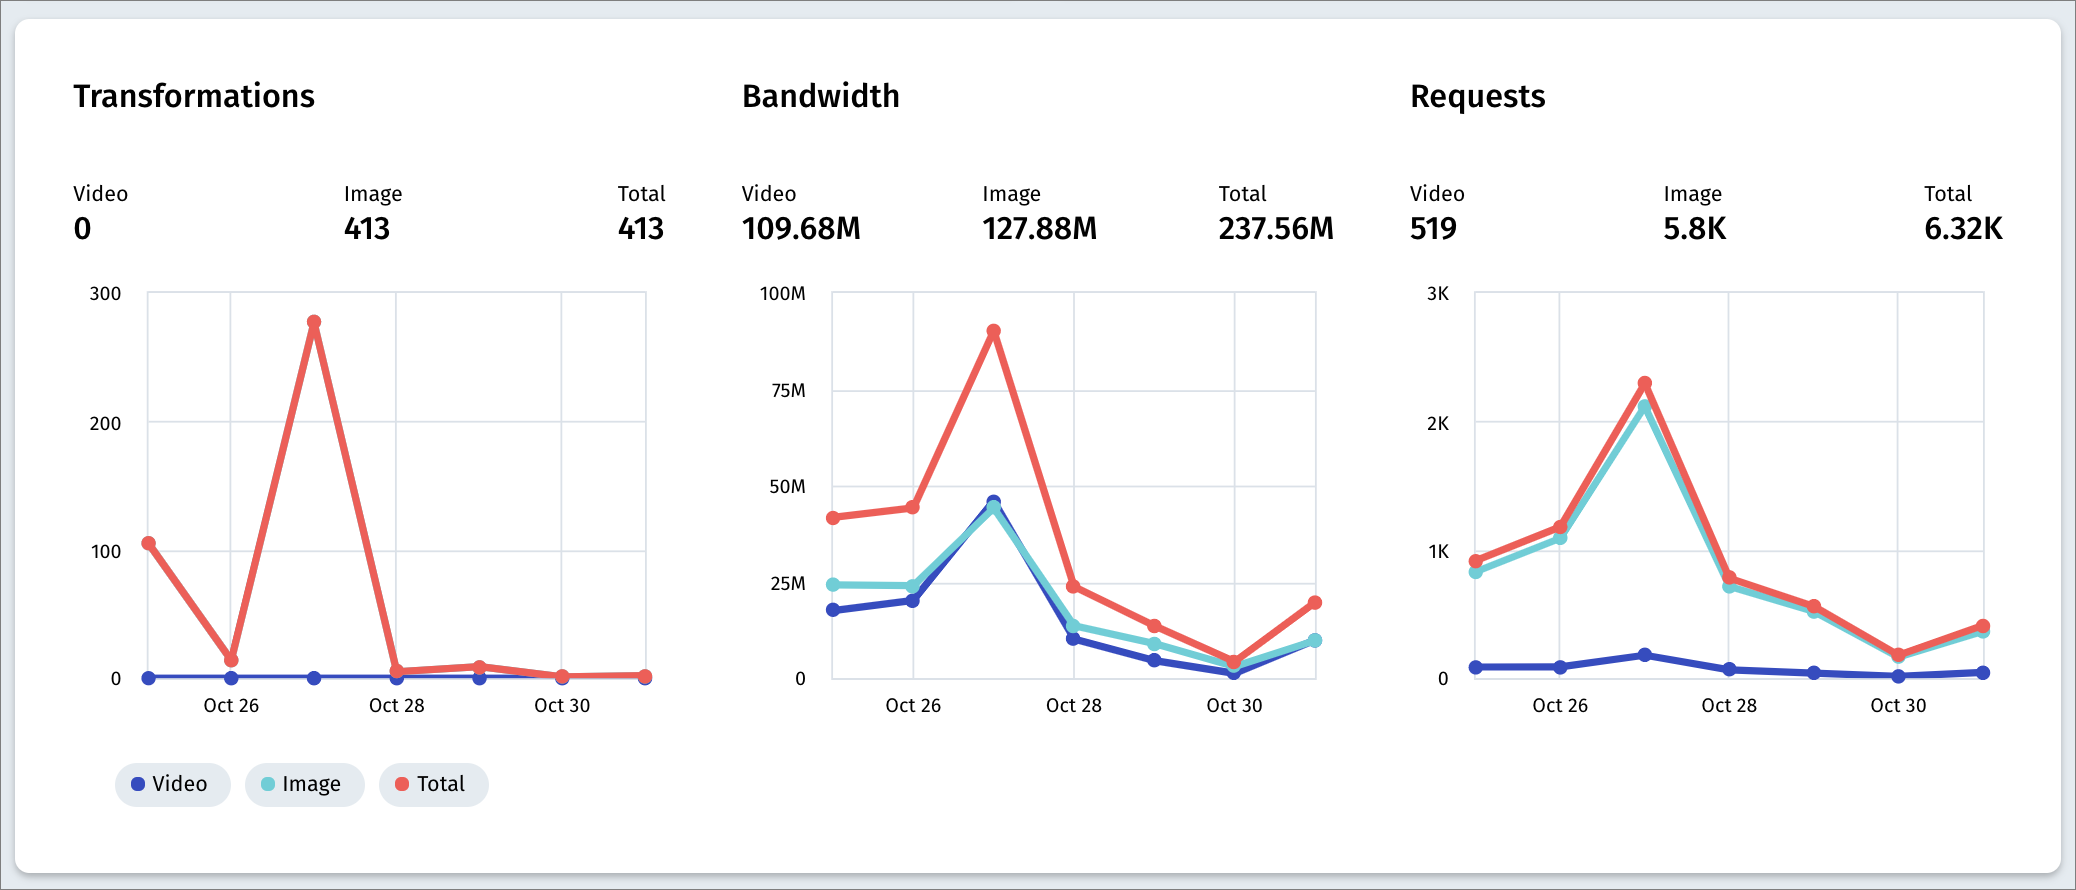 Transformations
Video Image Total
0 413 413
300
200
100
0
Oct 26 Oct 28 Oct 30
Video Image Total
Bandwidth
Video Image Total
109.68M 127.88M 237.56M
100M
75M
50M
25M
0
Oct 26 Oct 28 Oct 30
Requests
Video Image Total
519 5.8K 6.32K
3K
2K
1K
0
Oct 26 Oct 28 Oct 30